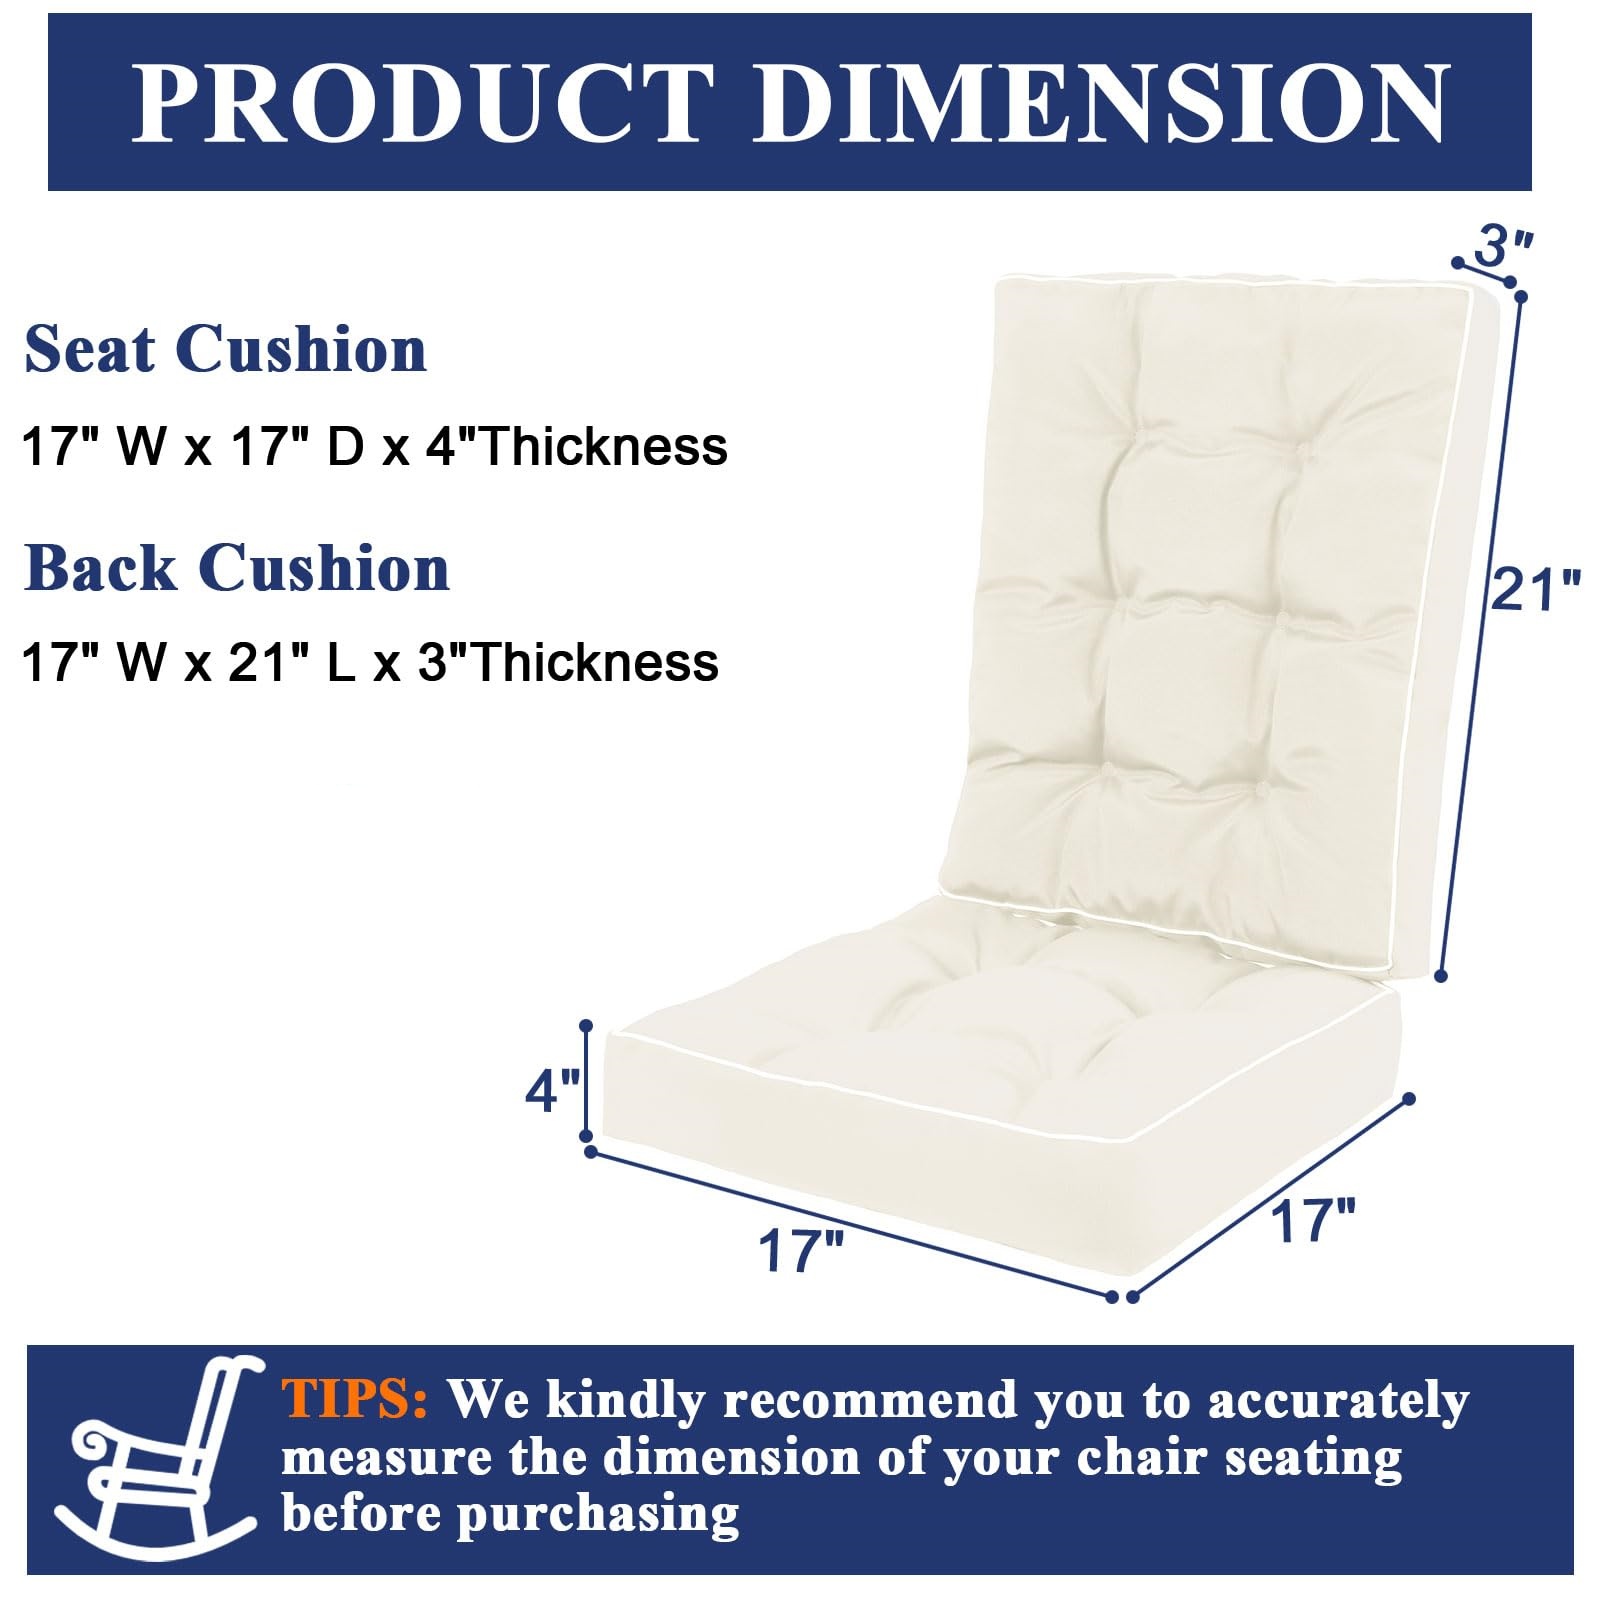 PRODUCT DIMENSION
3"
Seat Cushion
17" W x 17" D x 4"Thickness
Back Cushion
17" W x 21" L x 3"Thickness
21"
4"
17"
17"
TIPS: We kindly recommend you to accurately
measure the dimension of your chair seating
before purchasing